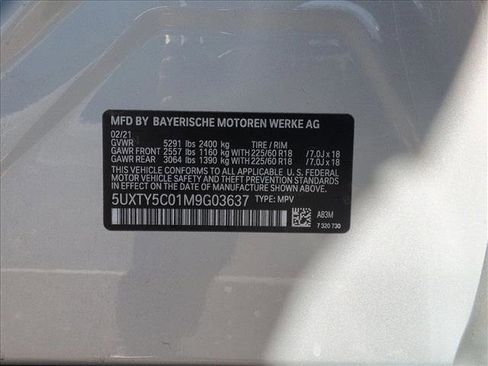 MFD BY BAYERISCHE MOTOREN WERKE AG
02/21
GVWR 5291 lbs 2400 kg TIRE / RIM
GAWR FRONT 2557 lbs 1160 kg WITH 225/60 R18 /7.0J x 18
GAWR REAR 3064 lbs 1390 kg WITH 225/60 R18 /7.0J x 18
THIS VEHICLE CONFORMS TO ALL APPLICABLE FEDERAL
MOTOR VEHICLE SAFETY STANDARDS IN EFFECT ON THE
DATE OF MANUFACTURE SHOWN ABOVE.
5UXTY5C01M9G03637 TYPE: MPV
A83M
7 320 730